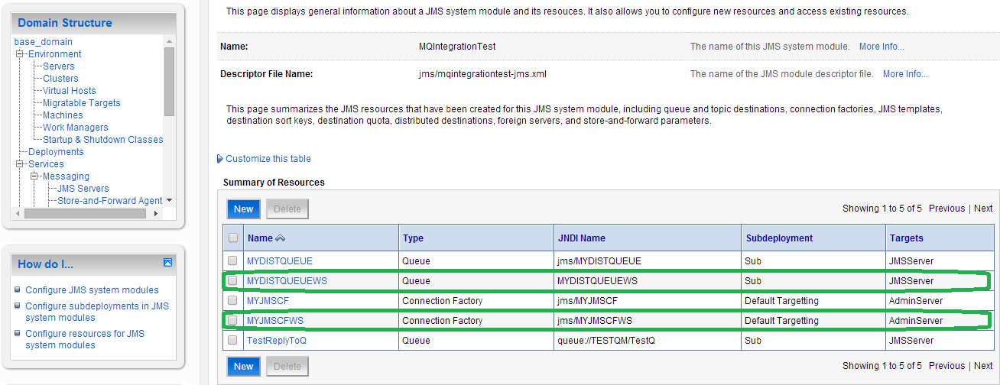 Domain Structure
base_domain
Environment
Servers
Clusters
Virtual Hosts
Migratable Targets
Machines
Work Managers
Startup & Shutdown Classes
Deployments
Services
Messaging
JMS Servers
Store-and-Forward Agent
How do I...
Configure JMS system modules
Configure subdeployments in JMS
system modules
Configure resources for JMS
system modules
This page displays general information about a JMS system module and its resouces. It also allows you to configure new resources and access existing resources.
Name: MQIntegrationTest The name of this JMS system module. More Info...
Descriptor File Name: jms/mqintegrationtest-jms.xml The name of the JMS module descriptor file. More Info...
This page summarizes the JMS resources that have been created for this JMS system module, including queue and topic destinations, connection factories, JMS templates,
destination sort keys, destination quota, distributed destinations, foreign servers, and store-and-forward parameters.
Customize this table
Summary of Resources
New Delete Showing 1 to 5 of 5 Previous | Next
Name Type JNDI Name Subdeployment Targets
MYDISTQUEUE Queue jms/MYDISTQUEUE Sub JMSServer
MYDISTQUEUEWS Queue MYDISTQUEUEWS Sub JMSServer
MYJMSCF Connection Factory jms/MYJMSCF Default Targetting AdminServer
MYJMSCFWS Connection Factory jms/MYJMSCFWS Default Targetting AdminServer
TestReplyToQ Queue queue://TESTQM/TestQ Sub JMSServer
New Delete Showing 1 to 5 of 5 Previous | Next